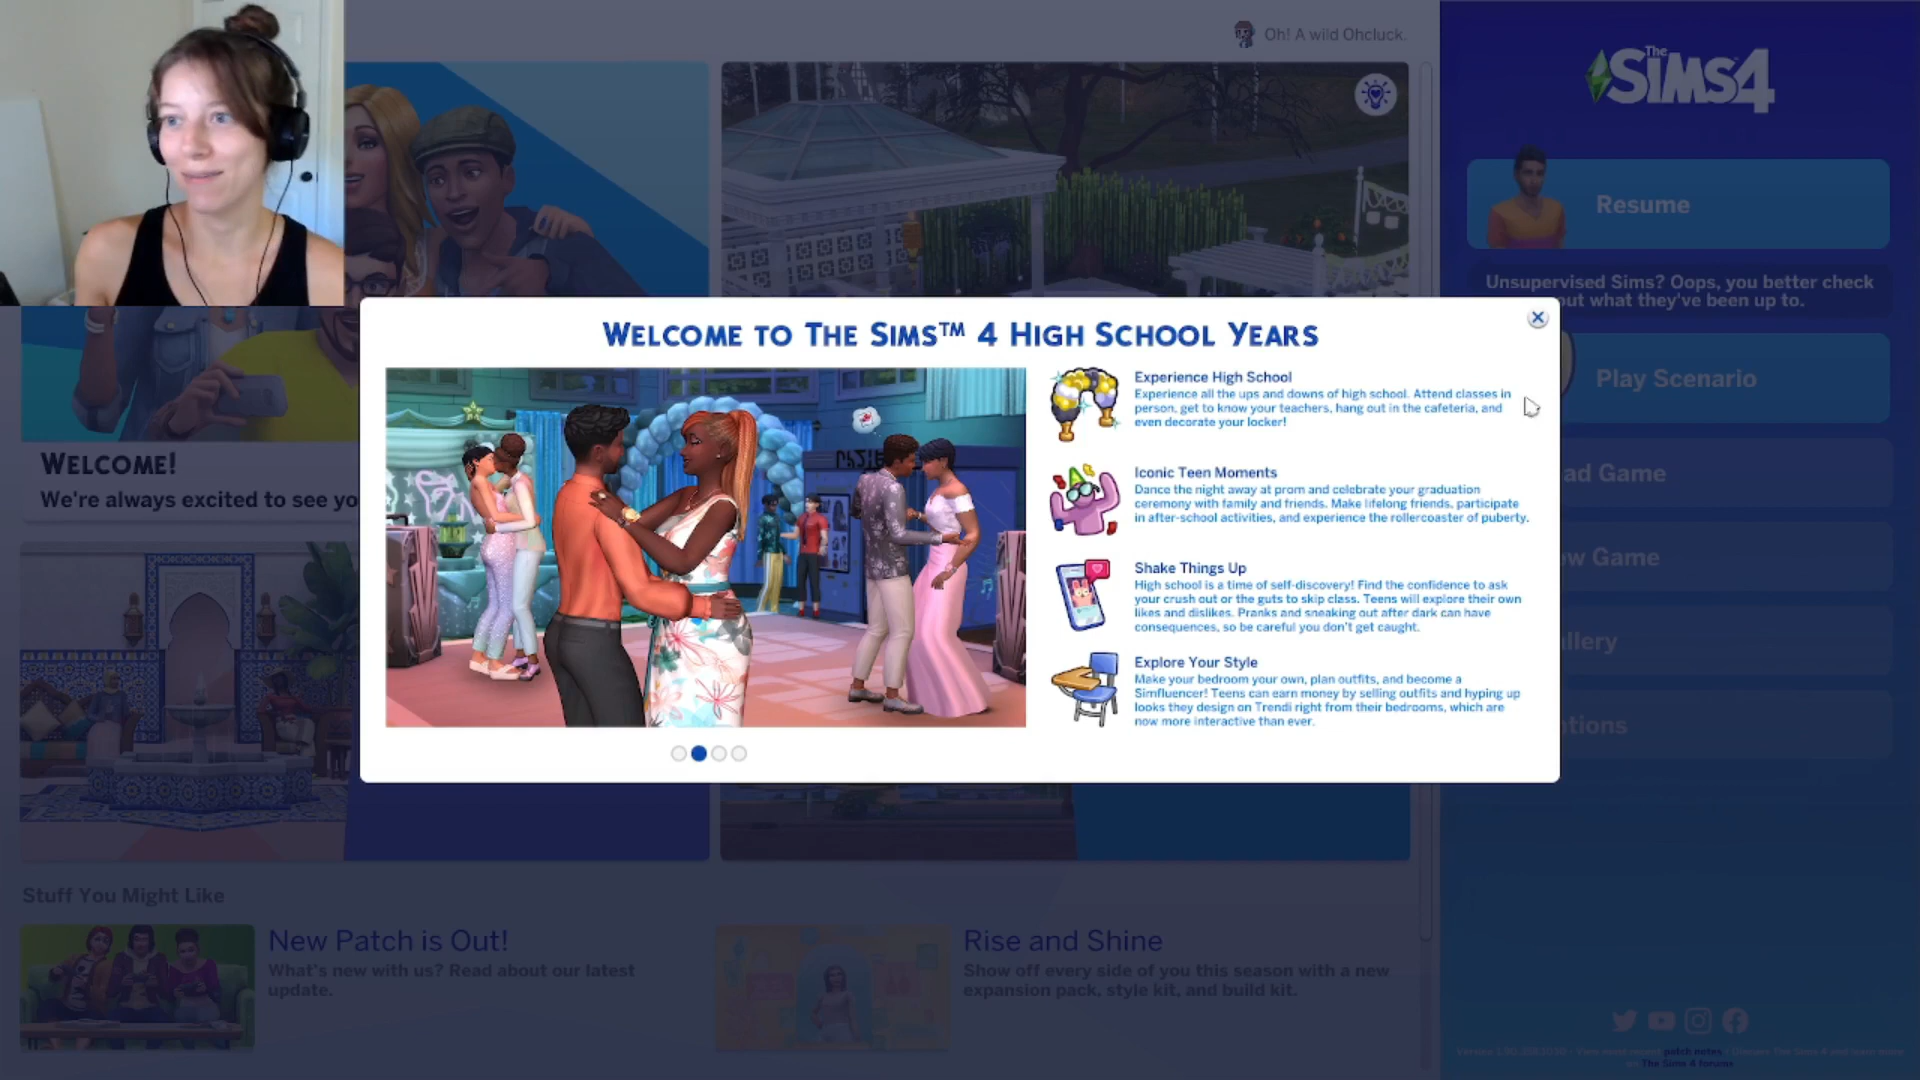 Oh! A wild Ohcluck.
The
SiMS4
Resume
Unsupervised Sims? Oops, you better check
out what they've been up to.
Play Scenario
ad Game
ew Game
llery
tions
WELCOME TO THE SIMS™ 4 HIGH SCHOOL YEARS
Experience High School
Experience all the ups and downs of high school. Attend classes in
person, get to know your teachers, hang out in the cafeteria, and
even decorate your locker!
Iconic Teen Moments
Dance the night away at prom and celebrate your graduation
ceremony with family and friends. Make lifelong friends, participate
in after-school activities, and experience the rollercoaster of puberty.
Shake Things Up
High school is a time of self-discovery! Find the confidence to ask
your crush out or the guts to skip class. Teens will explore their own
likes and dislikes. Pranks and sneaking out after dark can have
consequences, so be careful you don't get caught.
Explore Your Style
Make your bedroom your own, plan outfits, and become a
Simfluencer! Teens can earn money by selling outfits and hyping up
looks they design on Trendi right from their bedrooms, which are
now more interactive than ever.
WELCOME!
We're always excited to see yo
Stuff You Might Like
New Patch is Out!
What's new with us? Read about our latest
update.
Rise and Shine
Show off every side of you this season with a new
expansion pack, style kit, and build kit.
patch notes
The Sims 4 forums